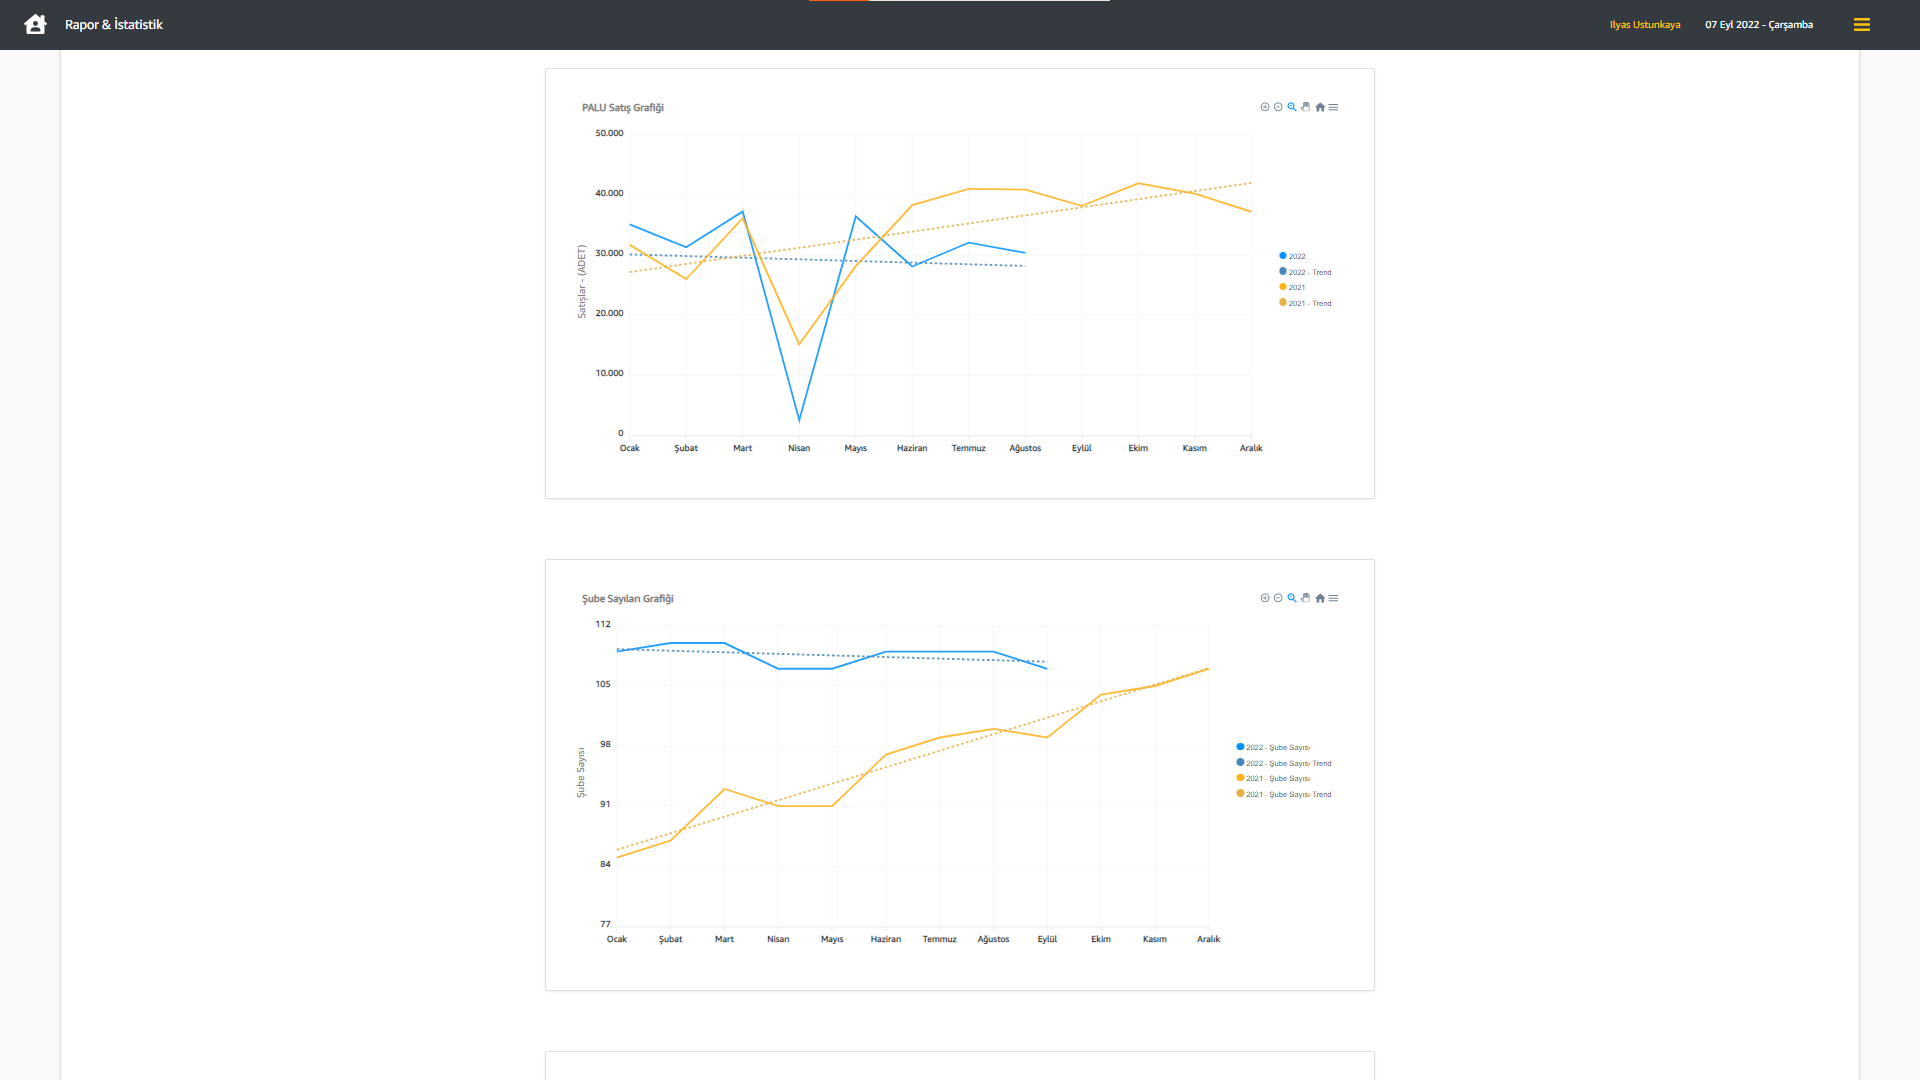 Rapor & İstatistik
Ilyas Ustunkaya
07 Eyl 2022 - Çarşamba
PALU Satış Grafiği
50.000
40.000
30.000
20.000
10.000
0
Satışlar - (ADET)
Ocak Şubat Mart Nisan Mayıs Haziran Temmuz Ağustos Eylül Ekim Kasım Aralık
2022
2022 - Trend
2021
2021 - Trend
Şube Sayıları Grafiği
112
105
98
91
84
77
Şube Sayısı
Ocak Şubat Mart Nisan Mayıs Haziran Temmuz Ağustos Eylül Ekim Kasım Aralık
2022 - Şube Sayısı
2022 - Şube Sayısı Trend
2021 - Şube Sayısı
2021 - Şube Sayısı Trend